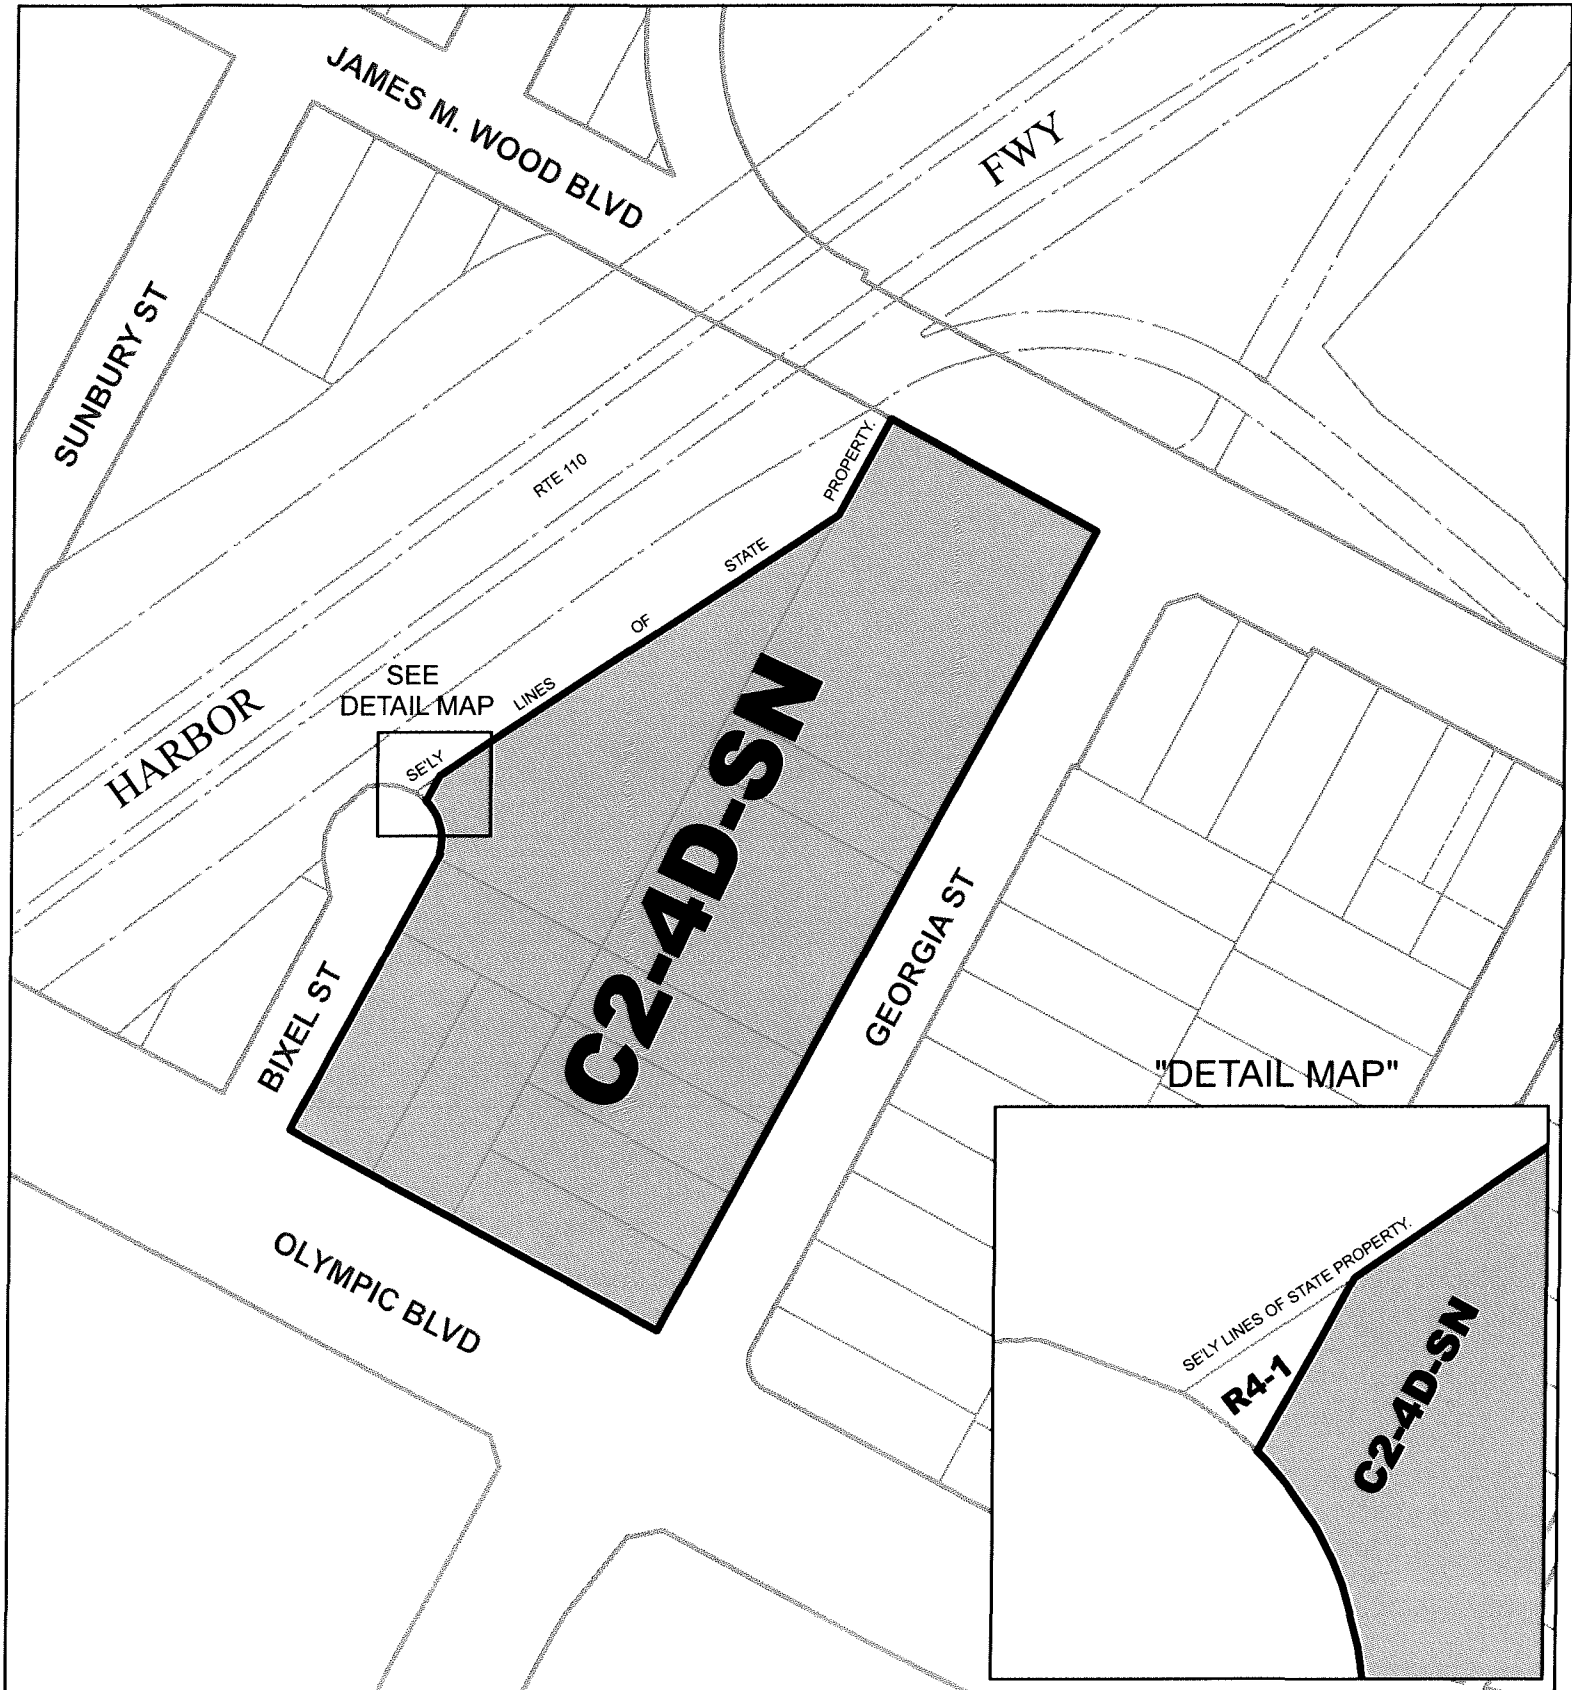 JAMES M. WOOD BLVD
FWY
SUNBURY ST
RTE 110
HARBOR
SEE
DETAIL MAP
SE'LY LINES OF STATE PROPERTY.
C2-4D-SN
GEORGIA ST
BIXEL ST
OLYMPIC BLVD
"DETAIL MAP"
SE'LY LINES OF STATE PROPERTY.
R4-1
C2-4D-SN